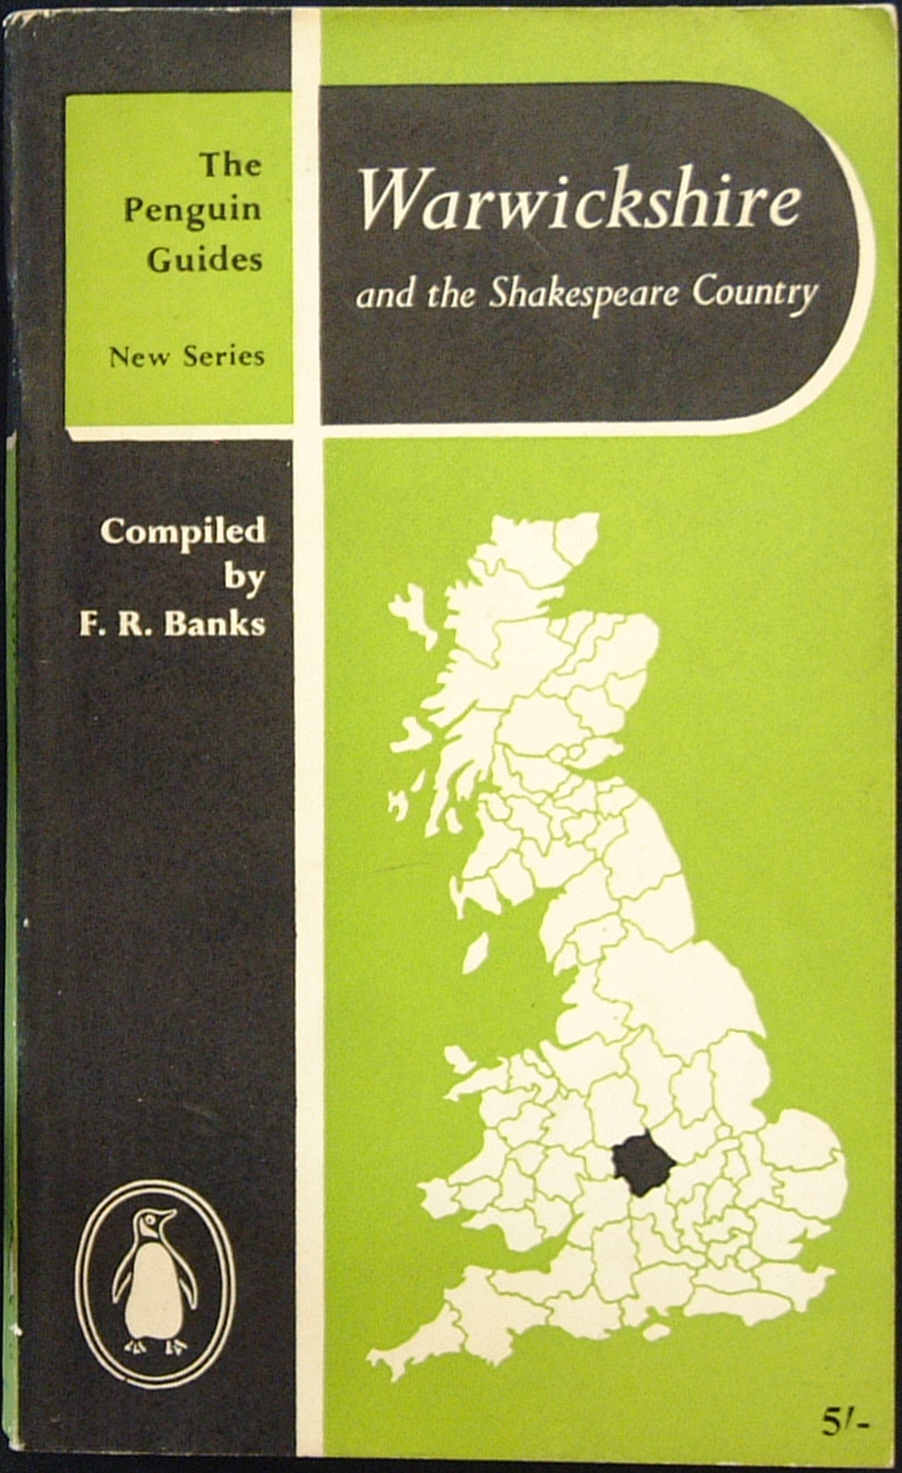 The
Penguin
Guides
New Series
Warwickshire
and the Shakespeare Country
Compiled
by
F. R. Banks
5/-